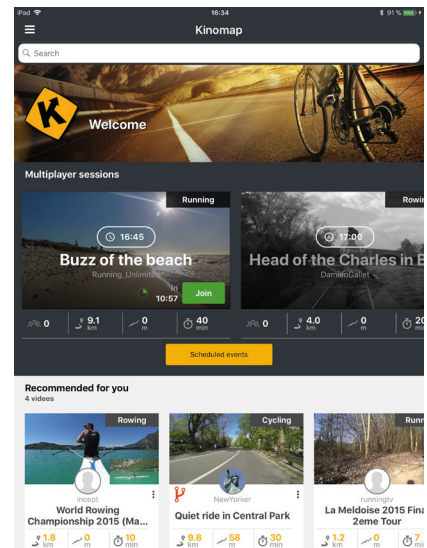 iPad 16:34 91 %
Kinomap
Search
K
Welcome
Multiplayer sessions
Running
16:45
Buzz of the beach
Running_Unlimited
In
10:57
Join
0
9.1
km
0
m
40
min
Rowin
17:00
Head of the Charles in B
DamienGallet
0
4.0
km
0
m
20
min
Scheduled events
Recommended for you
4 videos
Rowing
incept
World Rowing
Championship 2015 (Ma...
1.8
km
0
m
10
min
Cycling
NewYorker
Quiet ride in Central Park
9.8
km
58
m
30
min
Runn
runningtv
La Meldoise 2015 Fina
2eme Tour
1.2
km
0
m
7
min